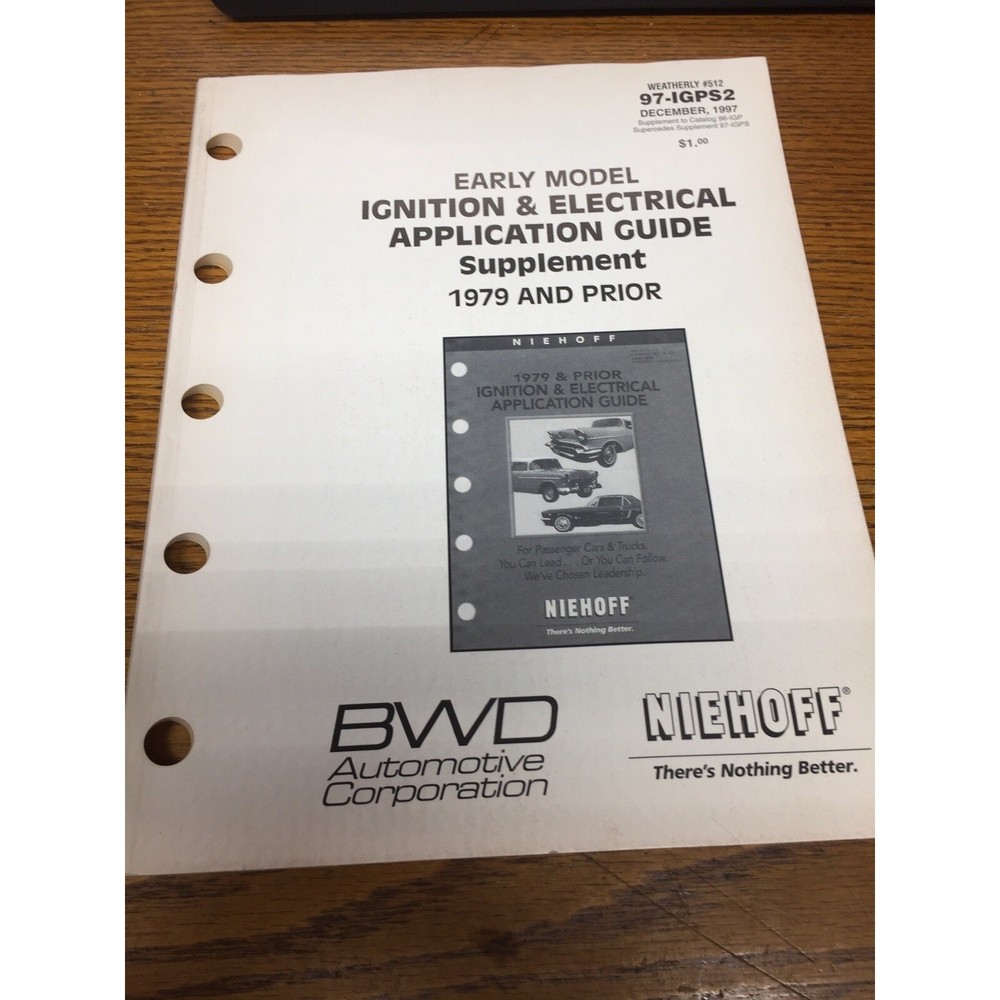 WEATHERLY #512
97-IGPS2
DECEMBER, 1997
Supplement to Catalog 96-IGP
Supercedes Supplement 97-IGPS
$1.00
EARLY MODEL
IGNITION & ELECTRICAL
APPLICATION GUIDE
Supplement
1979 AND PRIOR
NIEHOFF
1979 & PRIOR
IGNITION & ELECTRICAL
APPLICATION GUIDE
For Passenger Cars & Trucks.
You Can Lead . . . Or You Can Follow.
We've Chosen Leadership.
NIEHOFF
There's Nothing Better.
BWD
Automotive
Corporation
NIEHOFF®
There's Nothing Better.